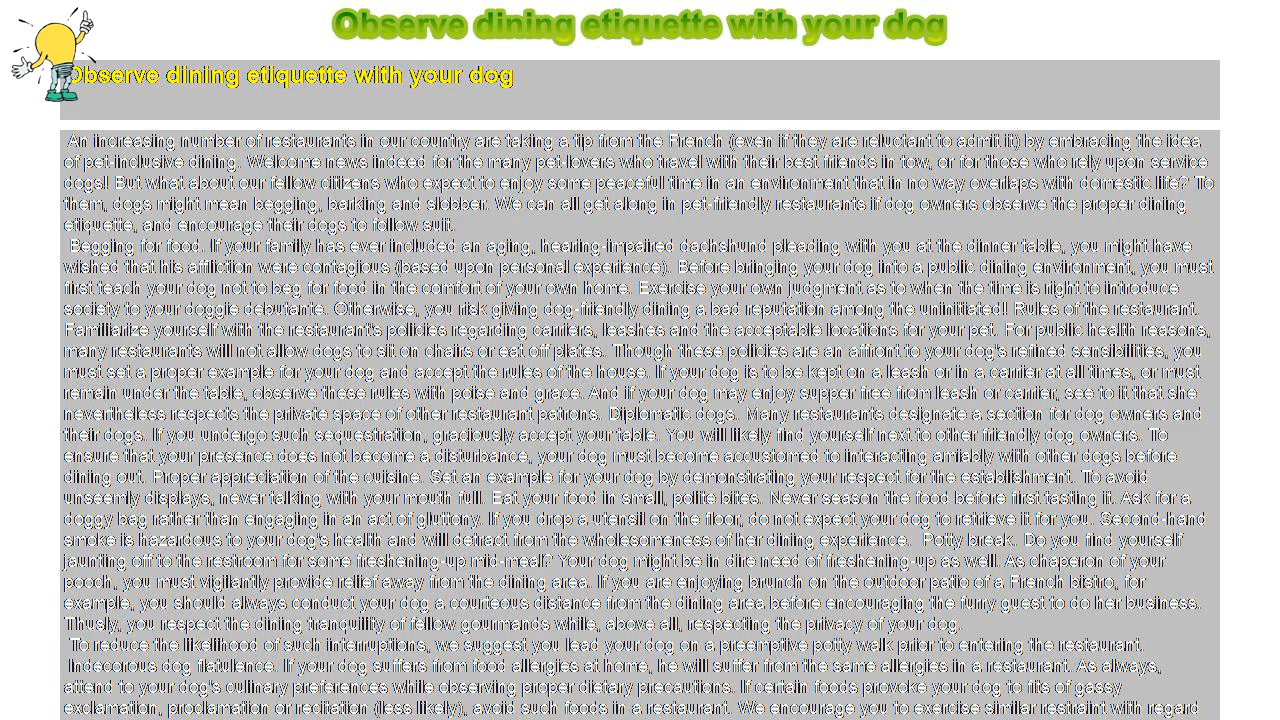 Observe dining etiquette with your dog
Observe dining etiquette with your dog
An increasing number of restaurants in our country are taking a tip from the French (even if they are reluctant to admit it) by embracing the idea
of pet-inclusive dining. Welcome news indeed for the many pet-lovers who travel with their best friends in tow, or for those who rely upon service
dogs! But what about our fellow citizens who expect to enjoy some peaceful time in an environment that in no way overlaps with domestic life? To
them, dogs might mean begging, barking and slobber. We can all get along in pet-friendly restaurants if dog owners observe the proper dining
etiquette, and encourage their dogs to follow suit.
Begging for food. If your family has ever included an aging, hearing-impaired dachshund pleading with you at the dinner table, you might have
wished that his affliction were contagious (based upon personal experience). Before bringing your dog into a public dining environment, you must
first teach your dog not to beg for food in the comfort of your own home. Exercise your own judgment as to when the time is right to introduce
society to your doggie debutante. Otherwise, you risk giving dog-friendly dining a bad reputation among the uninitiated! Rules of the restaurant.
Familiarize yourself with the restaurant's policies regarding carriers, leashes and the acceptable locations for your pet. For public health reasons,
many restaurants will not allow dogs to sit on chairs or eat off plates. Though these policies are an affront to your dog's refined sensibilities, you
must set a proper example for your dog and accept the rules of the house. If your dog is to be kept on a leash or in a carrier at all times, or must
remain under the table, observe these rules with poise and grace. And if your dog may enjoy supper free from leash or carrier, see to it that she
nevertheless respects the private space of other restaurant patrons. Diplomatic dogs. Many restaurants designate a section for dog owners and
their dogs. If you undergo such sequestration, graciously accept your table. You will likely find yourself next to other friendly dog owners. To
ensure that your presence does not become a disturbance, your dog must become accustomed to interacting amiably with other dogs before
dining out. Proper appreciation of the cuisine. Set an example for your dog by demonstrating your respect for the establishment. To avoid
unseemly displays, never talking with your mouth full. Eat your food in small, polite bites. Never season the food before first tasting it. Ask for a
doggy bag rather than engaging in an act of gluttony. If you drop a utensil on the floor, do not expect your dog to retrieve it for you. Second-hand
smoke is hazardous to your dog's health and will detract from the wholesomeness of her dining experience. Potty break. Do you find yourself
jaunting off to the restroom for some freshening-up mid-meal? Your dog might be in dire need of freshening-up as well. As chaperon of your
pooch, you must vigilantly provide relief away from the dining area. If you are enjoying brunch on the outdoor patio of a French bistro, for
example, you should always conduct your dog a courteous distance from the dining area before encouraging the furry guest to do her business.
Thusly, you respect the dining tranquility of fellow gourmands while, above all, respecting the privacy of your dog.
To reduce the likelihood of such interruptions, we suggest you lead your dog on a preemptive potty walk prior to entering the restaurant.
Indecorous dog flatulence. If your dog suffers from food allergies at home, he will suffer from the same allergies in a restaurant. As always,
attend to your dog's culinary preferences while observing proper dietary precautions. If certain foods provoke your dog to fits of gassy
exclamation, proclamation or recitation (less likely), avoid such foods in a restaurant. We encourage you to exercise similar restraint with regard